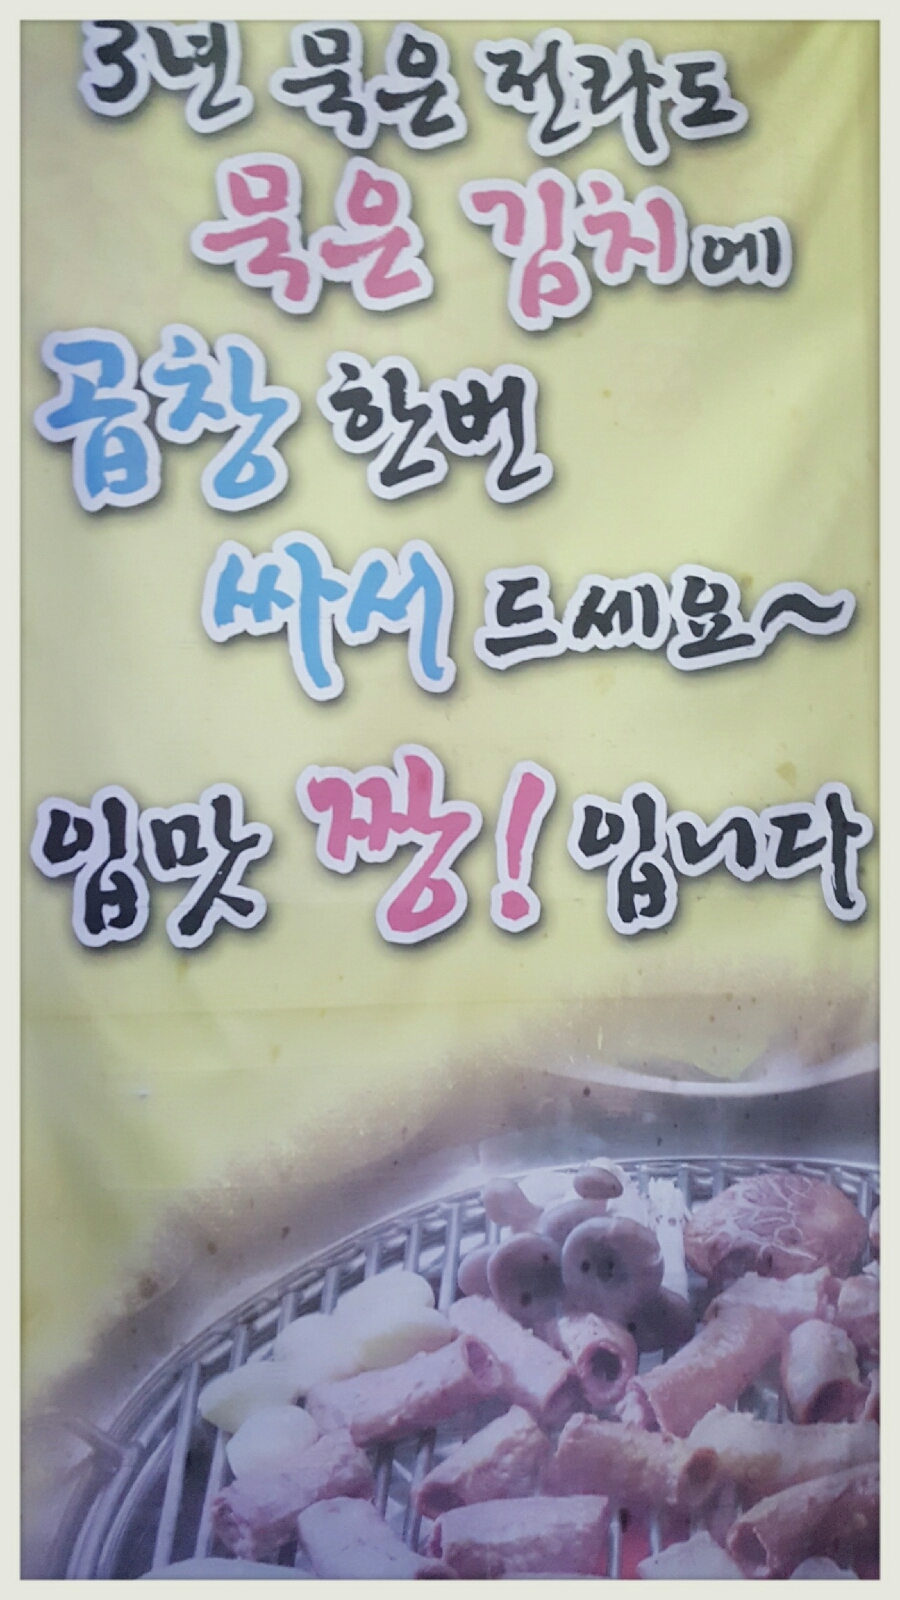 3년 묵은 전라도
묵은 김치에
곱창 한번
싸서 드세요~
입맛 짱! 입니다